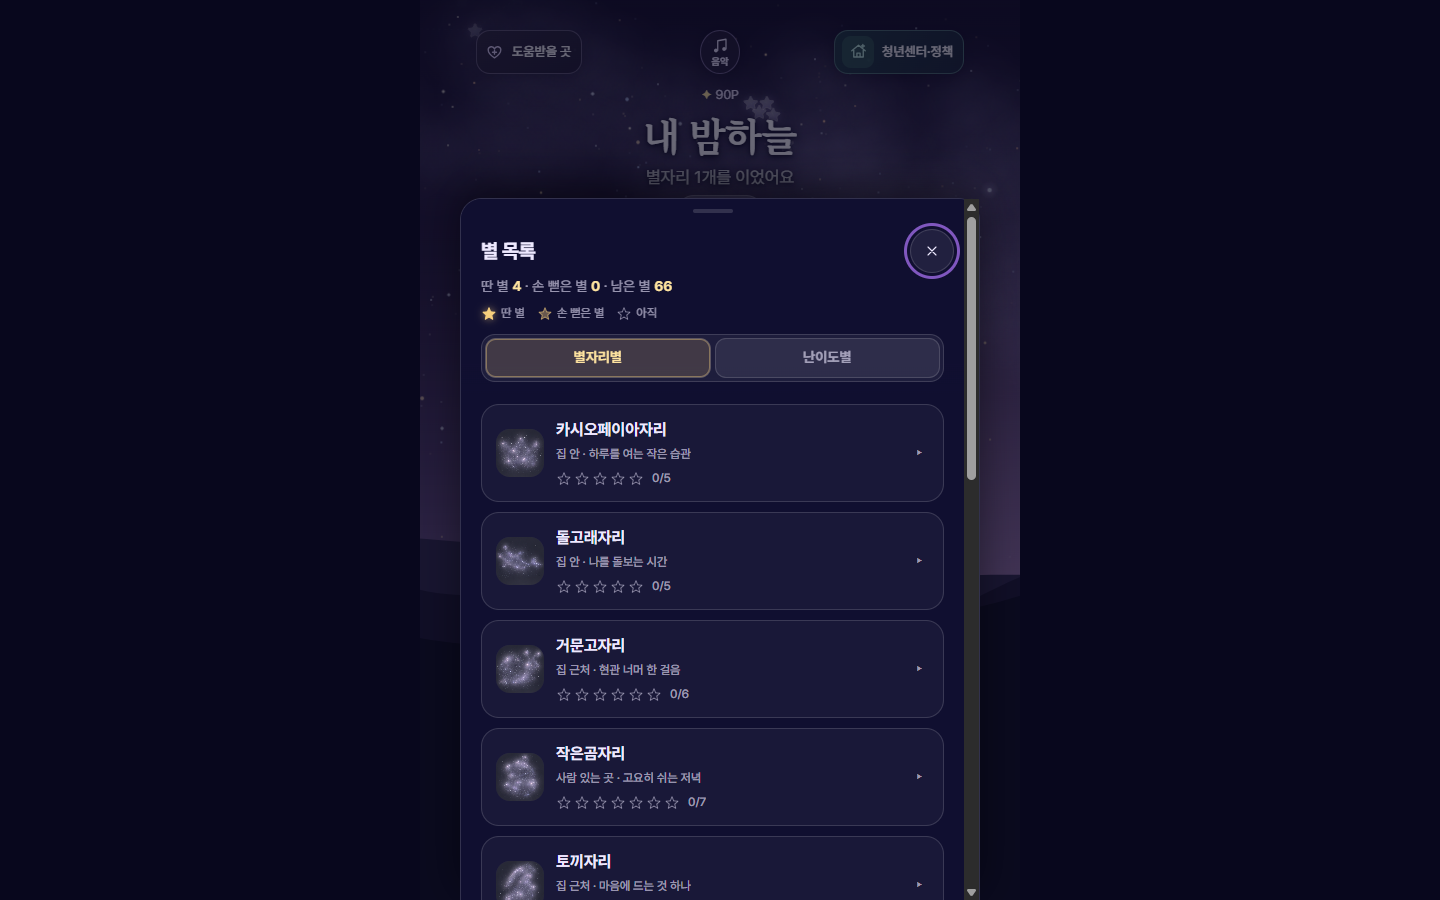 도움받을 곳
음악
청년센터·정책
✦ 90P
내 밤하늘
별자리 1개를 이었어요
별 목록
딴 별 4 · 손 뻗은 별 0 · 남은 별 66
딴 별 손 뻗은 별 아직
별자리별 난이도별
카시오페이아자리
집 안 · 하루를 여는 작은 습관
0/5
돌고래자리
집 안 · 나를 돌보는 시간
0/5
거문고자리
집 근처 · 현관 너머 한 걸음
0/6
작은곰자리
사람 있는 곳 · 고요히 쉬는 저녁
0/7
토끼자리
집 근처 · 마음에 드는 것 하나